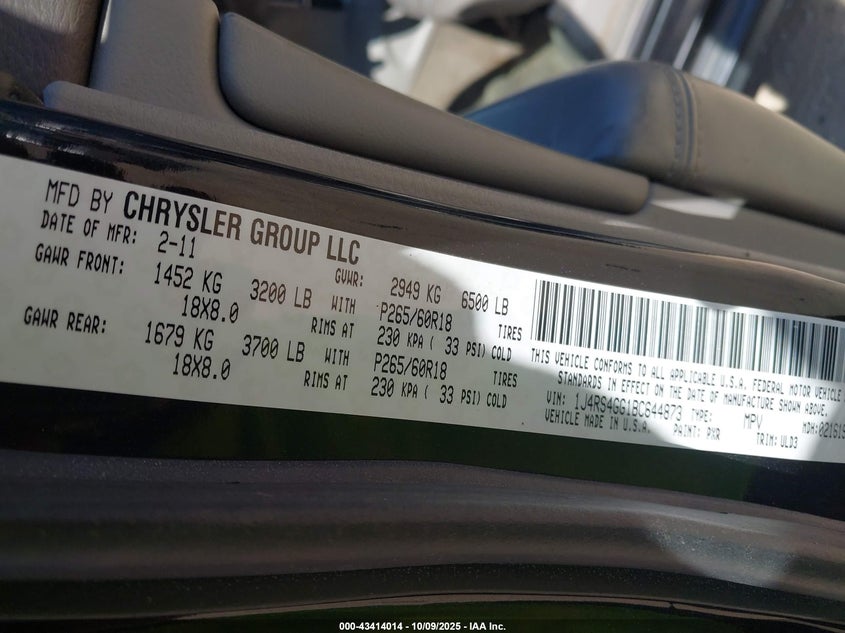 MFD BY CHRYSLER GROUP LLC
DATE OF MFR: 2-11 GVWR: 2949 KG 6500 LB
GAWR FRONT: 1452 KG 3200 LB WITH P265/60R18 TIRES
18X8.0 RIMS AT 230 KPA ( 33 PSI) COLD
GAWR REAR: 1679 KG 3700 LB WITH P265/60R18 TIRES
18X8.0 RIMS AT 230 KPA ( 33 PSI) COLD
THIS VEHICLE CONFORMS TO ALL APPLICABLE U.S.A. FEDERAL MOTOR VEHICLE
STANDARDS IN EFFECT ON THE DATE OF MANUFACTURE SHOWN ABOVE.
VIN: 1J4RS4GG1BC644873 TYPE: MPV MDH:
VEHICLE MADE IN U.S.A. PAINT: PXR TRIM: ULD3
000-43414014 - 10/09/2025 - IAA Inc.